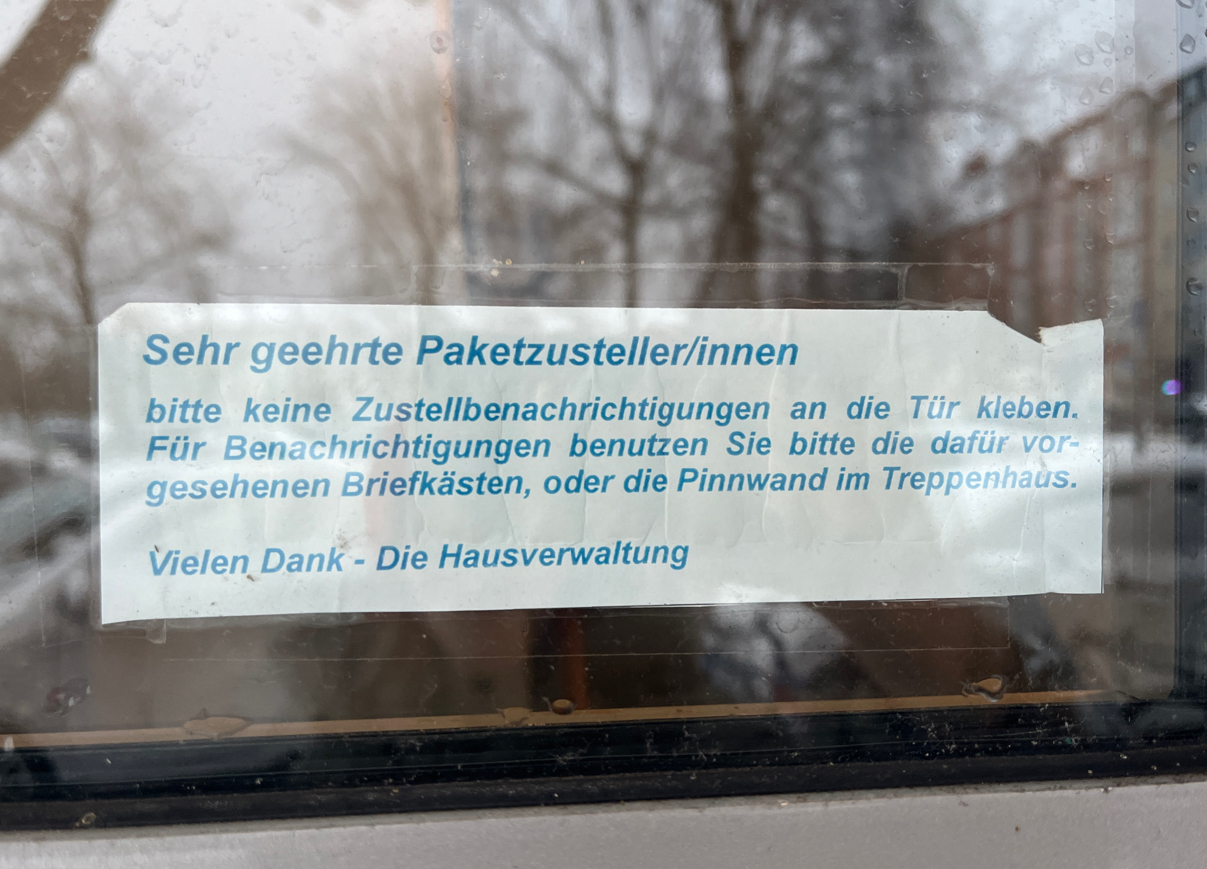 Sehr geehrte Paketzusteller/innen
bitte keine Zustellbenachrichtigungen an die Tür kleben.
Für Benachrichtigungen benutzen Sie bitte die dafür vor-
gesehenen Briefkästen, oder die Pinnwand im Treppenhaus.
Vielen Dank - Die Hausverwaltung